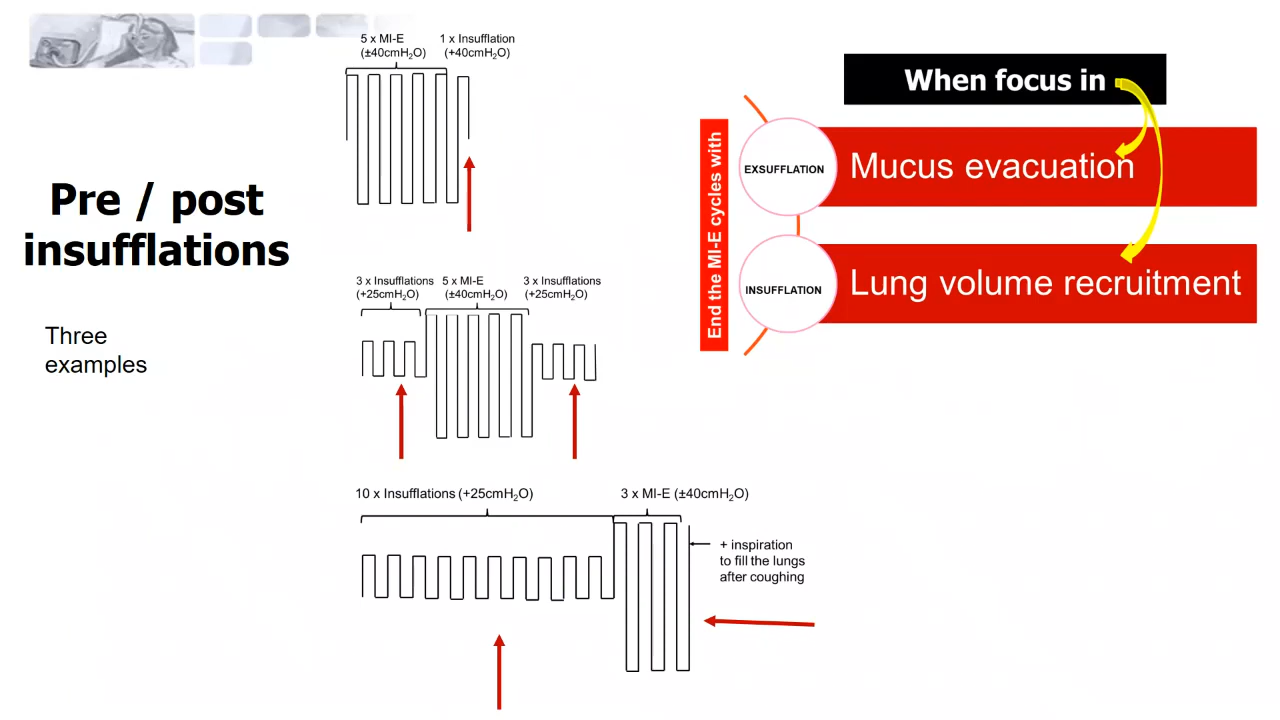 Pre / post
insufflations
Three
examples
5 x MI-E
(±40cmH₂O)
1 x Insufflation
(+40cmH₂O)
3 x Insufflations
(+25cmH₂O)
5 x MI-E
(±40cmH₂O)
3 x Insufflations
(+25cmH₂O)
10 x Insufflations (+25cmH₂O)
3 x MI-E (±40cmH₂O)
+ inspiration
to fill the lungs
after coughing
When focus in
End the MI-E cycles with
EXSUFFLATION
Mucus evacuation
INSUFFLATION
Lung volume recruitment